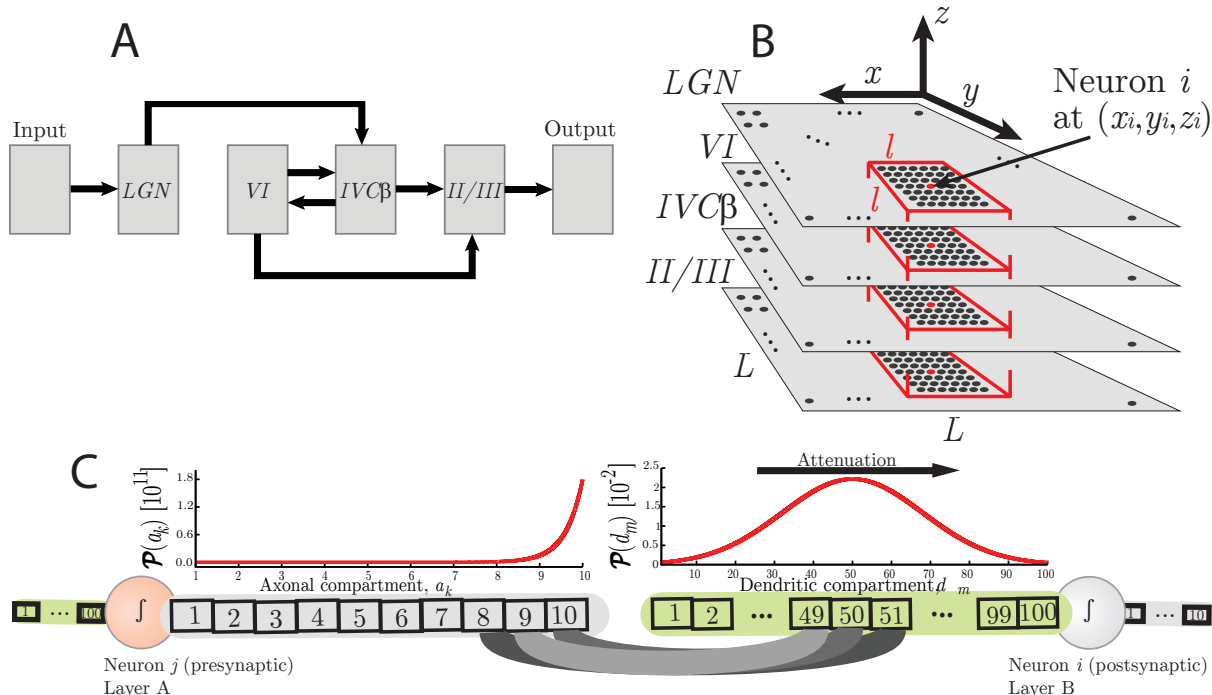 A
Input
LGN
VI
IVCβ
II/III
Output
B
z
x
y
Neuron i
at (xi,yi,zi)
LGN
VI
IVCβ
II/III
l
l
L
L
C
P(a_k) [10^11]
1.8
1.2
0.6
0.0
1 2 3 4 5 6 7 8 9 10
Axonal compartment, a_k
Attenuation
P(d_m) [10^-2]
2.5
2
1.5
1
0.5
0
10 20 30 40 50 60 70 80 90 100
Dendritic compartment d m
1 ... 100
∫
1 2 3 4 5 6 7 8 9 10
1 2 ... 49 50 51 ... 99 100
∫
1 ... 10
Neuron j (presynaptic)
Layer A
Neuron i (postsynaptic)
Layer B